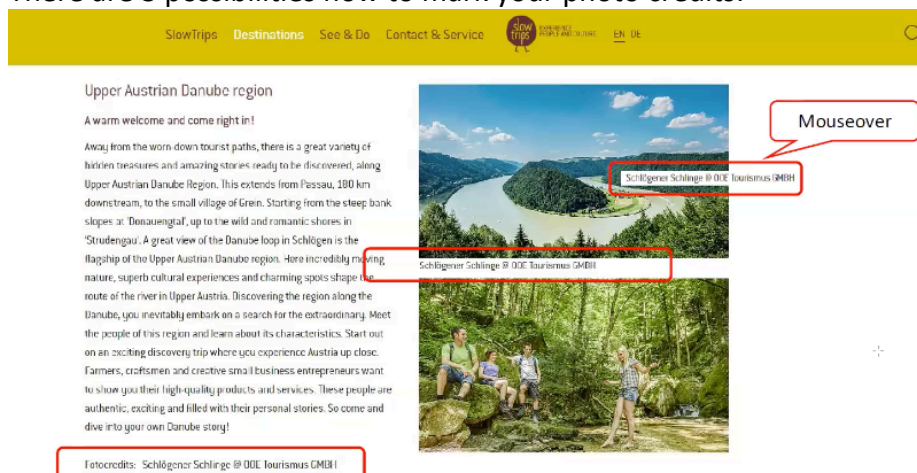 There are 3 possibilities how to mark your photo credits:
SlowTrips Destinations See & Do Contact & Service slow trips EXPERIENCE PEOPLE AND CULTURE EN DE
Upper Austrian Danube region
A warm welcome and come right in!
Away from the worn-down tourist paths, there is a great variety of
hidden treasures and amazing stories ready to be discovered, along
Upper Austrian Danube Region. This extends from Passau, 180 km
downstream, to the small village of Grein. Starting from the steep bank
slopes at 'Donauengtal', up to the wild and romantic shores in
'Strudengau'. A great view of the Danube loop in Schlögen is the
flagship of the Upper Austrian Danube region. Here incredibly moving
nature, superb cultural experiences and charming spots shape the
route of the river in Upper Austria. Discovering the region along the
Danube, you inevitably embark on a search for the extraordinary. Meet
the people of this region and learn about its characteristics. Start out
on an exciting discovery trip where you experience Austria up close.
Farmers, craftsmen and creative small business entrepreneurs want
to show you their high-quality products and services. These people are
authentic, exciting and filled with their personal stories. So come and
dive into your own Danube story!
Fotocredits: Schlögener Schlinge @ OOE Tourismus GMBH
Mouseover
Schlögener Schlinge @ OOE Tourismus GMBH
Schlögener Schlinge @ OOE Tourismus GMBH